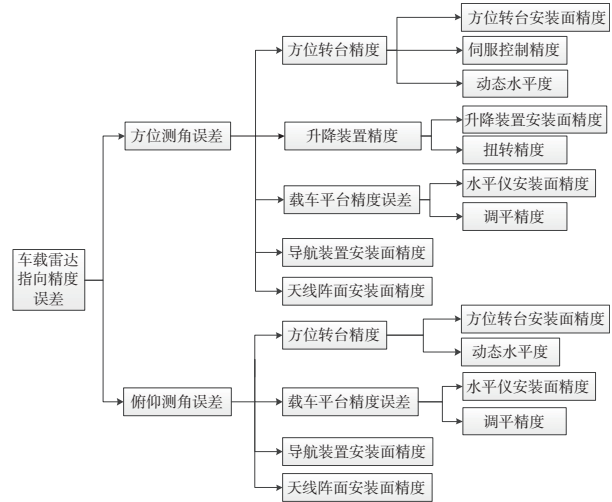 车载雷达
指向精度
误差
方位测角误差
方位转台精度
方位转台安装面精度
伺服控制精度
动态水平度
升降装置精度
升降装置安装面精度
扭转精度
载车平台精度误差
水平仪安装面精度
调平精度
导航装置安装面精度
天线阵面安装面精度
俯仰测角误差
方位转台精度
方位转台安装面精度
动态水平度
载车平台精度误差
水平仪安装面精度
调平精度
导航装置安装面精度
天线阵面安装面精度